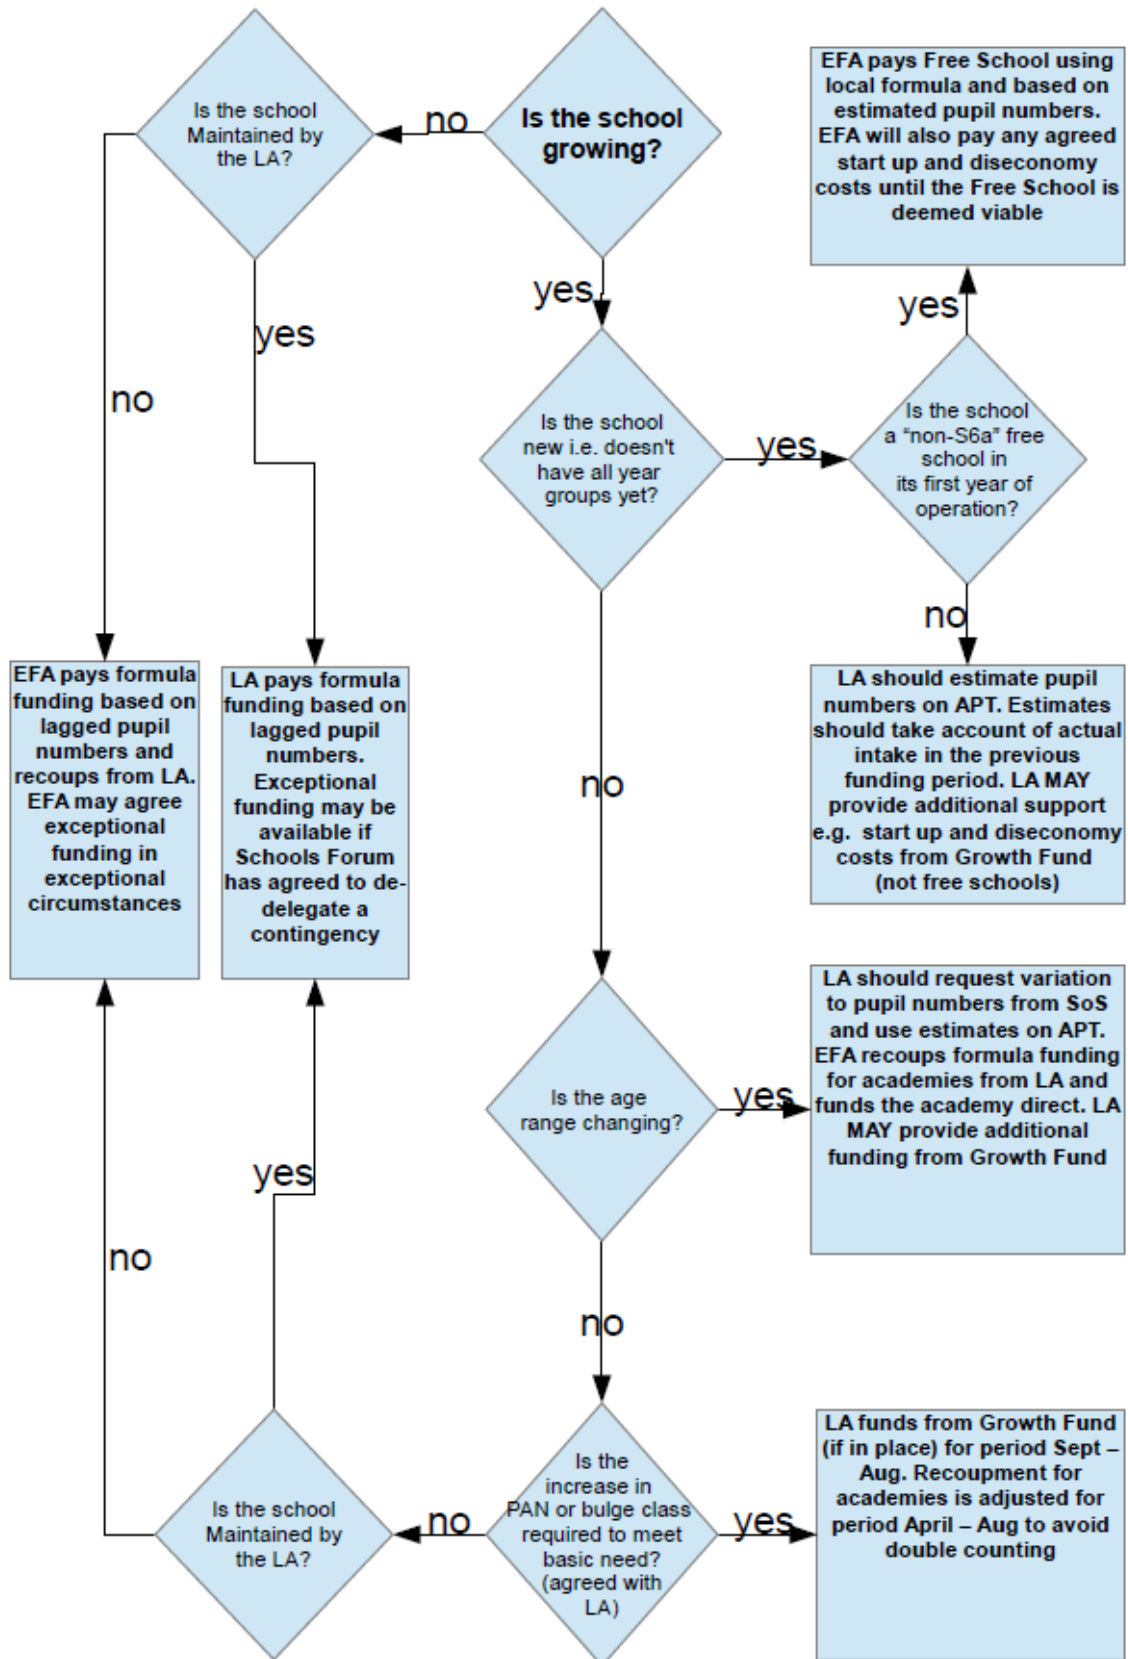 Is the school
Maintained by
the LA?
no
Is the school
growing?
EFA pays Free School using
local formula and based on
estimated pupil numbers.
EFA will also pay any agreed
start up and diseconomy
costs until the Free School is
deemed viable
yes
yes
yes
no
Is the school
new i.e. doesn't
have all year
groups yet?
yes
Is the school
a “non-S6a” free
school in
its first year of
operation?
no
EFA pays formula
funding based on
lagged pupil
numbers and
recoups from LA.
EFA may agree
exceptional
funding in
exceptional
circumstances
LA pays formula
funding based on
lagged pupil
numbers.
Exceptional
funding may be
available if
Schools Forum
has agreed to de-
delegate a
contingency
no
LA should estimate pupil
numbers on APT. Estimates
should take account of actual
intake in the previous
funding period. LA MAY
provide additional support
e.g. start up and diseconomy
costs from Growth Fund
(not free schools)
Is the age
range changing?
yes
LA should request variation
to pupil numbers from SoS
and use estimates on APT.
EFA recoups formula funding
for academies from LA and
funds the academy direct. LA
MAY provide additional
funding from Growth Fund
yes
no
no
Is the school
Maintained by
the LA?
no
Is the
increase in
PAN or bulge class
required to meet
basic need?
(agreed with
LA)
yes
LA funds from Growth Fund
(if in place) for period Sept –
Aug. Recoupment for
academies is adjusted for
period April – Aug to avoid
double counting